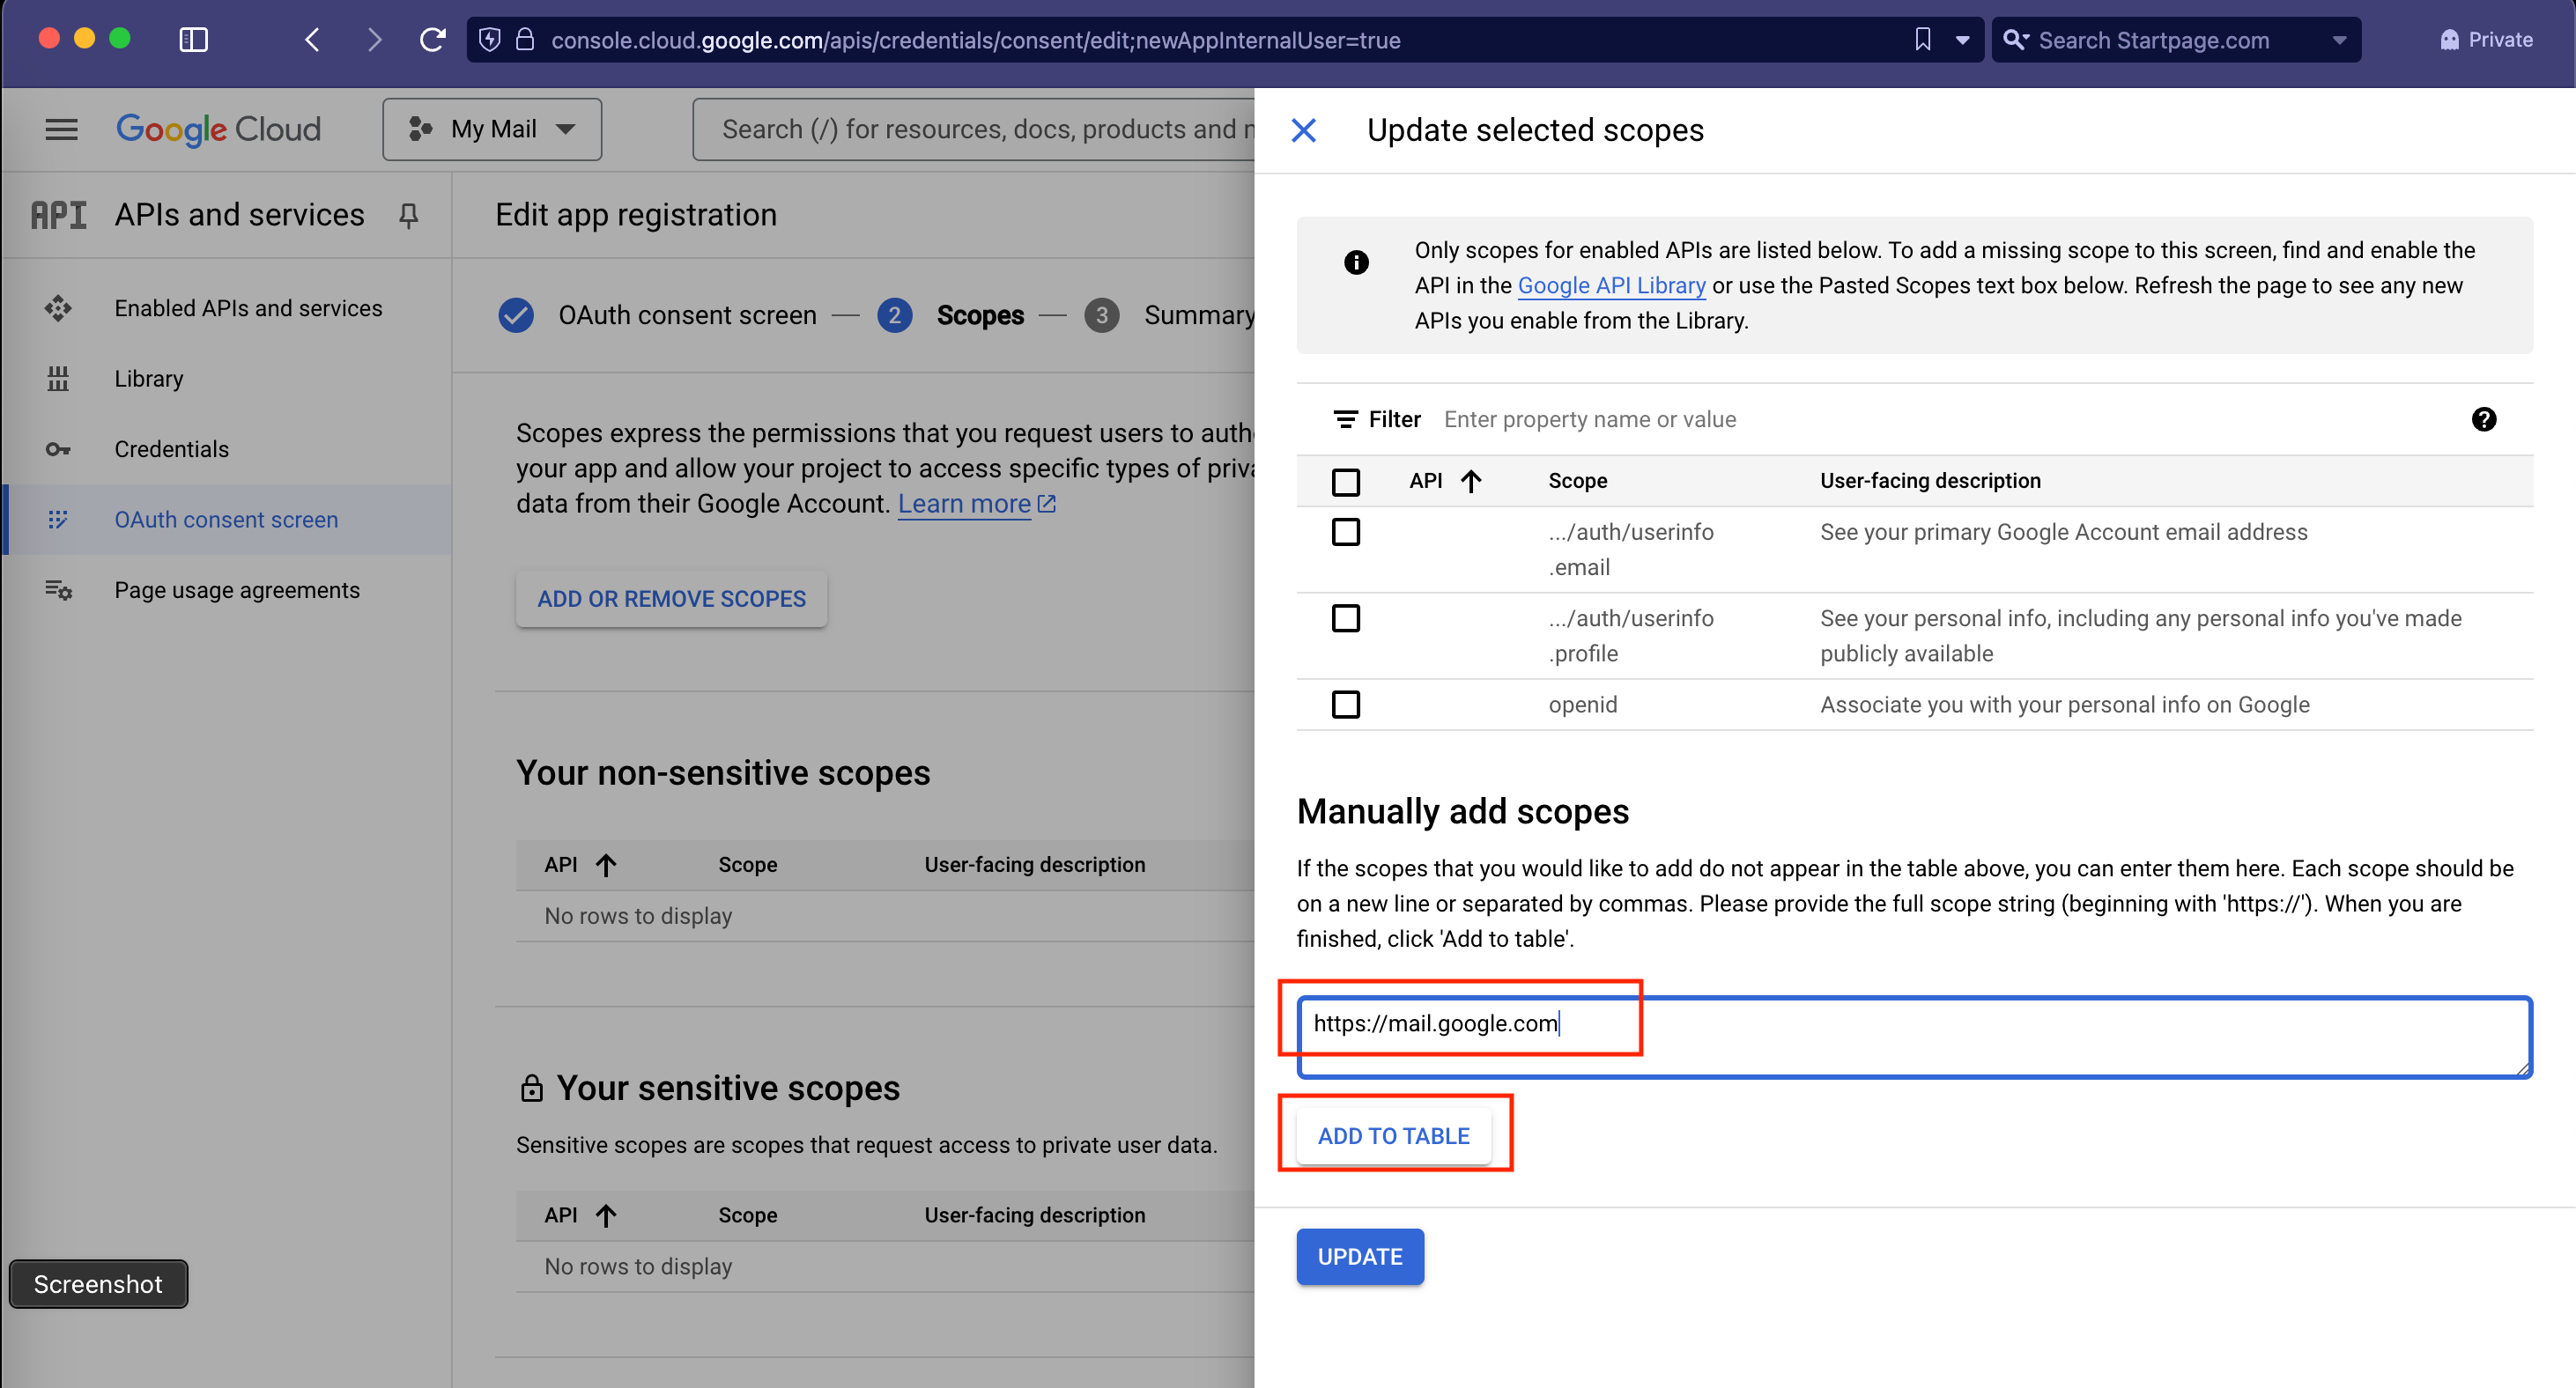 console.cloud.google.com/apis/credentials/consent/edit;newAppInternalUser=true
Search Startpage.com
Private
Google Cloud
My Mail
Search (/) for resources, docs, products and
API APIs and services
Enabled APIs and services
Library
Credentials
OAuth consent screen
Page usage agreements
Edit app registration
OAuth consent screen — 2 Scopes — 3 Summary
Scopes express the permissions that you request users to auth
your app and allow your project to access specific types of priva
data from their Google Account. Learn more
ADD OR REMOVE SCOPES
Your non-sensitive scopes
API Scope User-facing description
No rows to display
Your sensitive scopes
Sensitive scopes are scopes that request access to private user data.
API Scope User-facing description
No rows to display
Screenshot
Update selected scopes
Only scopes for enabled APIs are listed below. To add a missing scope to this screen, find and enable the
API in the Google API Library or use the Pasted Scopes text box below. Refresh the page to see any new
APIs you enable from the Library.
Filter Enter property name or value
API Scope User-facing description
.../auth/userinfo See your primary Google Account email address
.email
.../auth/userinfo See your personal info, including any personal info you've made
.profile publicly available
openid Associate you with your personal info on Google
Manually add scopes
If the scopes that you would like to add do not appear in the table above, you can enter them here. Each scope should be
on a new line or separated by commas. Please provide the full scope string (beginning with 'https://'). When you are
finished, click 'Add to table'.
https://mail.google.com
ADD TO TABLE
UPDATE